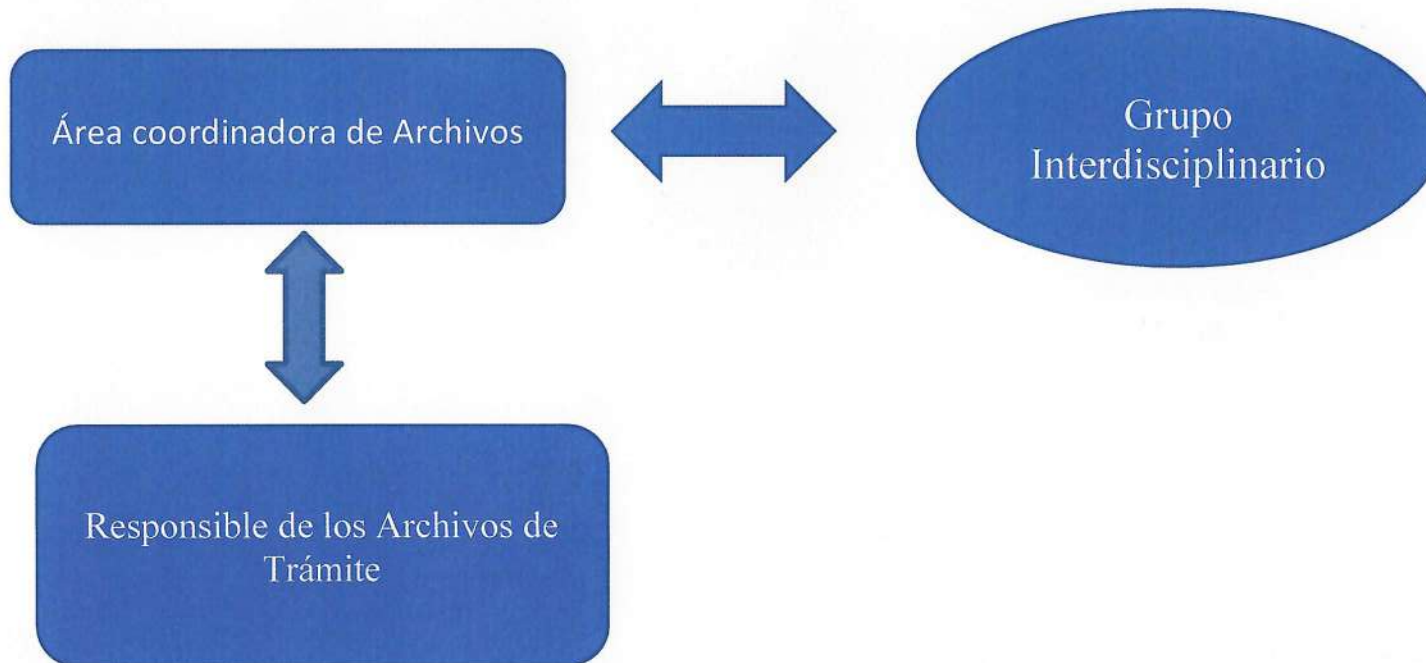 Área coordinadora de Archivos
Grupo
Interdisciplinario
Responsible de los Archivos de
Trámite